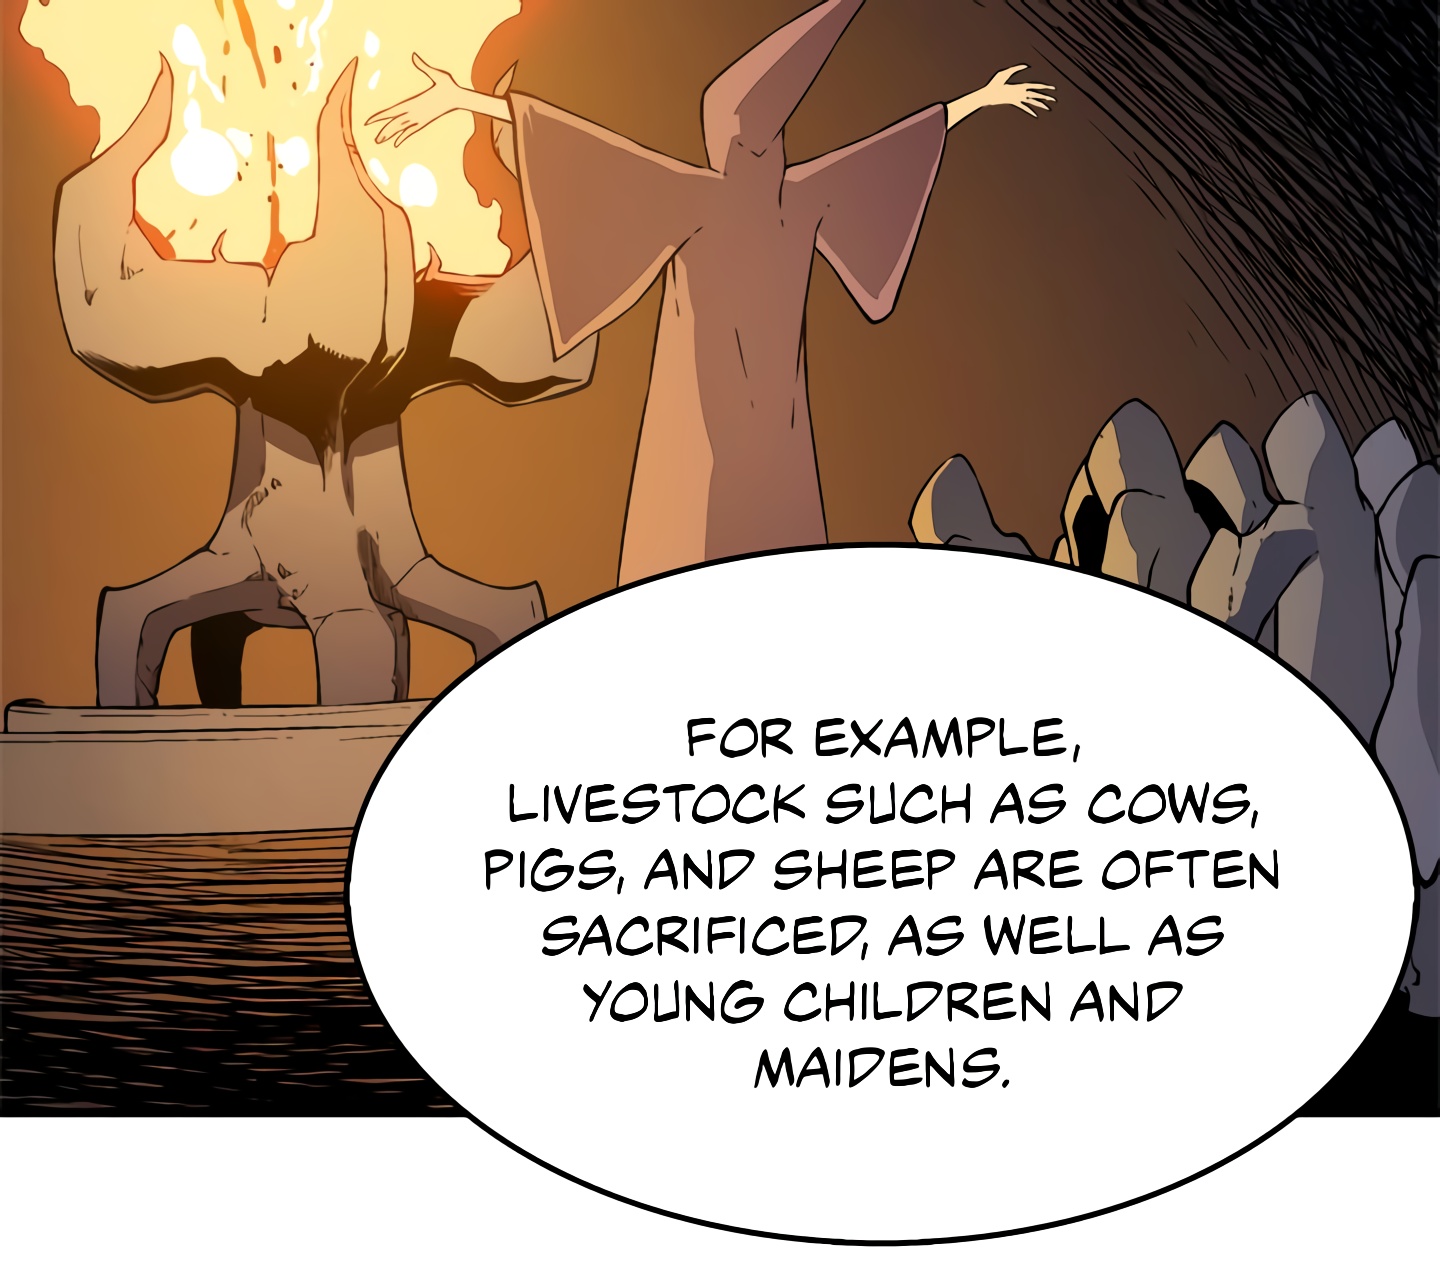 FOR EXAMPLE,
LIVESTOCK SUCH AS COWS,
PIGS, AND SHEEP ARE OFTEN
SACRIFICED, AS WELL AS
YOUNG CHILDREN AND
MAIDENS.